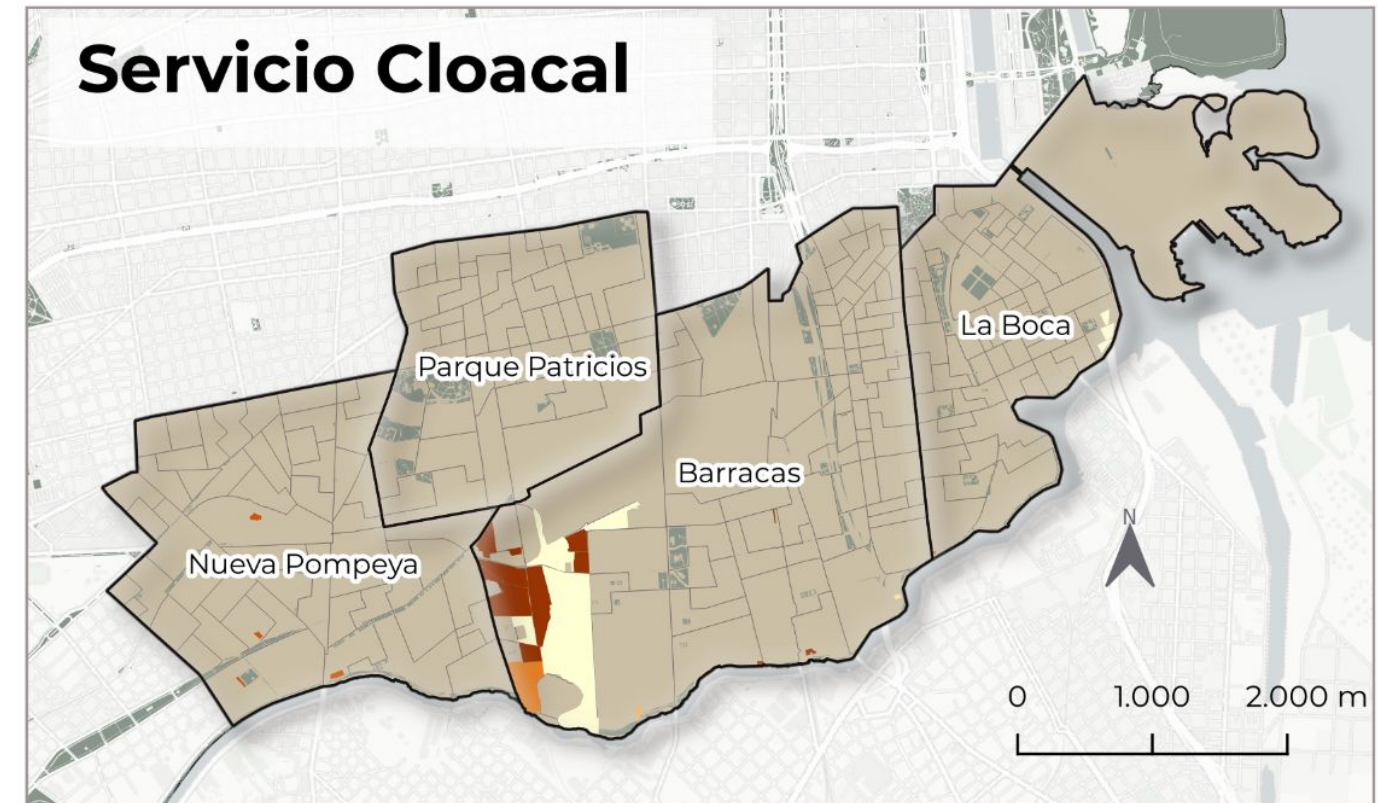 Servicio Cloacal
La Boca
Parque Patricios
Barracas
Nueva Pompeya
N
0 1.000 2.000 m